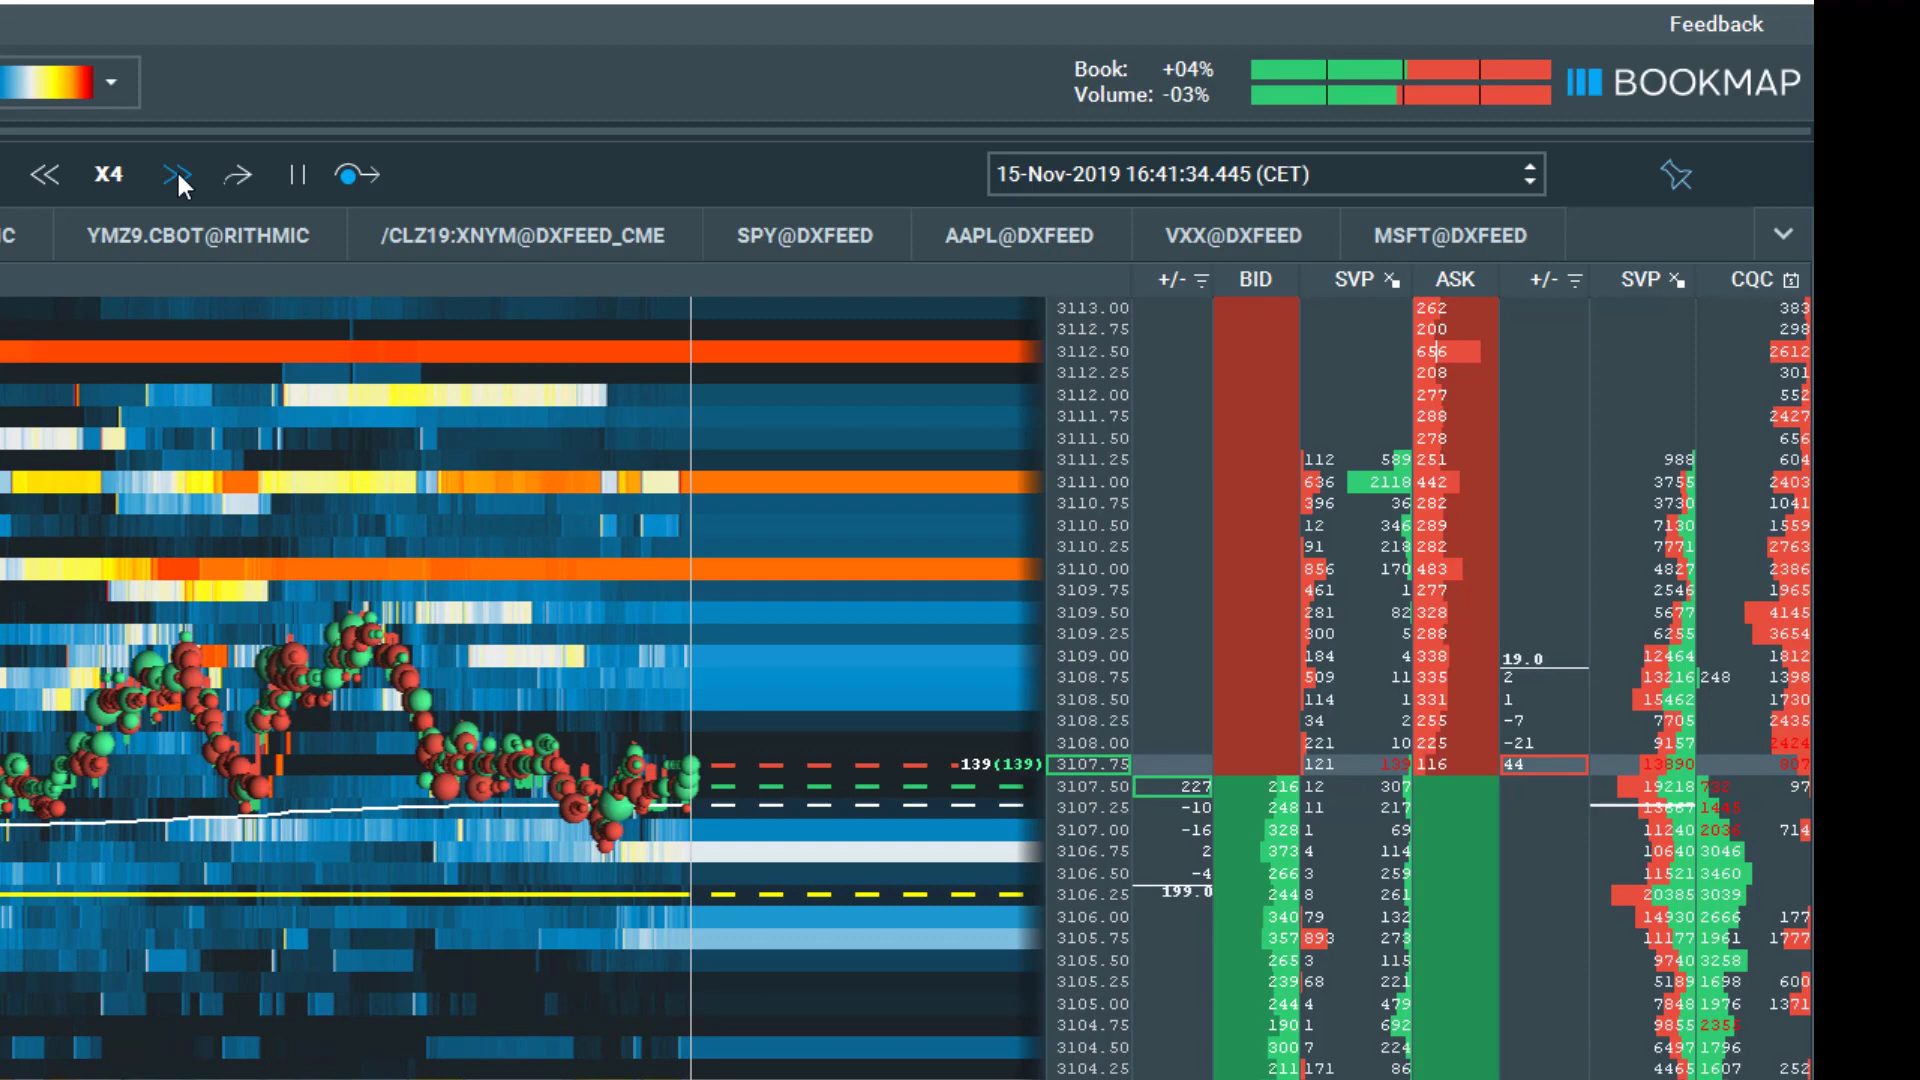 Feedback
Book: +04%
Volume: -03%
BOOKMAP
X4
15-Nov-2019 16:41:34.445 (CET)
C YMZ9.CBOT@RITHMIC /CLZ19:XNYM@DXFEED_CME SPY@DXFEED AAPL@DXFEED VXX@DXFEED MSFT@DXFEED
+/- BID SVP ASK +/- SVP CQC
3113.00 262 383
3112.75 200 298
3112.50 656 2612
3112.25 208 301
3112.00 277 552
3111.75 288 2427
3111.50 278 656
3111.25 112 589 251 988 604
3111.00 636 2118 442 3755 2403
3110.75 396 36 282 3730 1041
3110.50 12 346 289 7130 1559
3110.25 91 218 282 7771 2763
3110.00 856 170 483 4827 2386
3109.75 461 1 277 2546 1965
3109.50 281 82 328 5677 4145
3109.25 300 5 288 6255 3654
3109.00 184 4 338 19.0 12464 1812
3108.75 509 11 335 2 13216 248 1398
3108.50 114 1 331 1 15462 1730
3108.25 34 2 255 -7 7705 2435
3108.00 221 10 225 -21 9157 2424
139(139) 3107.75 121 139 116 44 13890 807
3107.50 227 216 12 307 19218 732 97
3107.25 -10 248 11 217 13667 1445
3107.00 -16 328 1 69 11240 2036 714
3106.75 2 373 4 114 10640 3046
3106.50 -4 266 3 259 11521 3460
3106.25 199.0 244 8 261 20385 3039
3106.00 340 79 132 14930 2666 177
3105.75 357 893 273 11177 1961 1777
3105.50 265 3 115 9740 3258
3105.25 239 68 221 5189 1698 600
3105.00 244 4 479 7848 1976 1371
3104.75 190 1 692 9855 2355
3104.50 300 7 224 6497 1796
3104.25 211 171 86 4465 1607 252